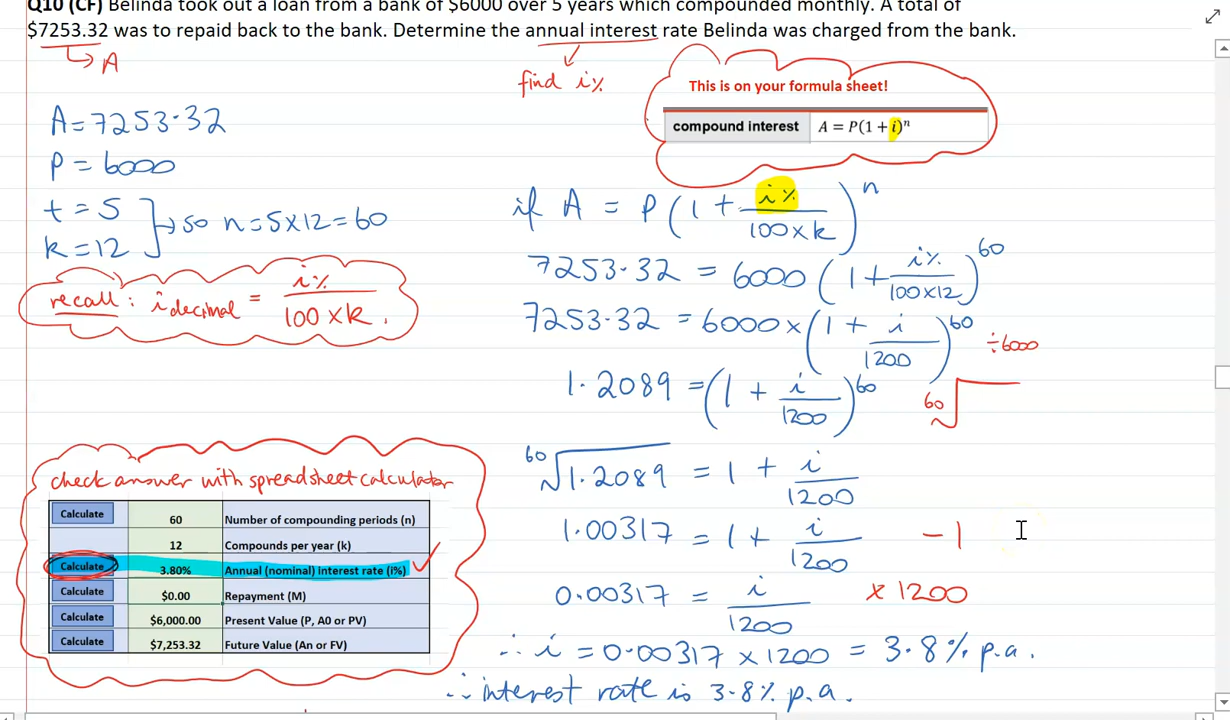 Q10 (CF) Belinda took out a loan from a bank of $6000 over 5 years which compounded monthly. A total of
$7253.32 was to repaid back to the bank. Determine the annual interest rate Belinda was charged from the bank.
→ A
find i%
This is on your formula sheet!
compound interest A = P(1 + i)ⁿ
A = 7253.32
P = 6000
t = 5
k = 12
→ so n = 5 × 12 = 60
recall: i decimal = i% / (100 × k).
if A = P (1 + i% / (100 × k))ⁿ
7253.32 = 6000 (1 + i% / (100×12))⁶⁰
7253.32 = 6000 × (1 + i / 1200)⁶⁰
÷6000
1.2089 = (1 + i / 1200)⁶⁰
⁶⁰√
⁶⁰√1.2089 = 1 + i / 1200
1.00317 = 1 + i / 1200
−1
0.00317 = i / 1200
× 1200
∴ i = 0.00317 × 1200 = 3.8% p.a.
∴ interest rate is 3.8% p.a.
check answer with spreadsheet calculator
Calculate 60 Number of compounding periods (n)
12 Compounds per year (k)
Calculate 3.80% Annual (nominal) interest rate (i%)
Calculate $0.00 Repayment (M)
Calculate $6,000.00 Present Value (P, A0 or PV)
Calculate $7,253.32 Future Value (An or FV)